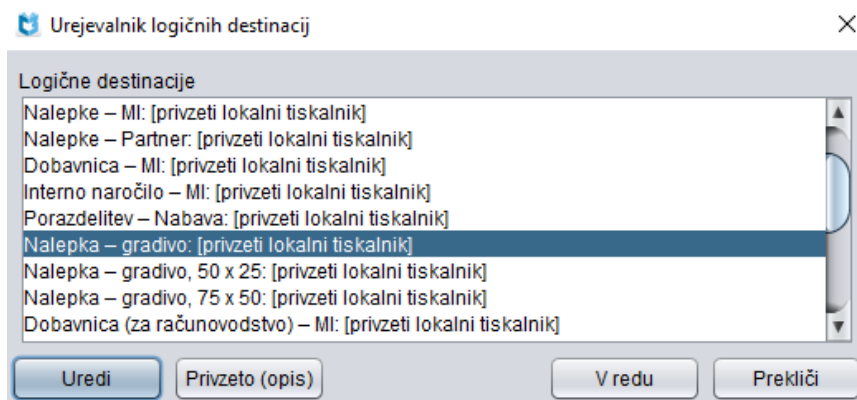 Urejevalnik logičnih destinacij
Logične destinacije
Nalepke – MI: [privzeti lokalni tiskalnik]
Nalepke – Partner: [privzeti lokalni tiskalnik]
Dobavnica – MI: [privzeti lokalni tiskalnik]
Interno naročilo – MI: [privzeti lokalni tiskalnik]
Porazdelitev – Nabava: [privzeti lokalni tiskalnik]
Nalepka – gradivo: [privzeti lokalni tiskalnik]
Nalepka – gradivo, 50 x 25: [privzeti lokalni tiskalnik]
Nalepka – gradivo, 75 x 50: [privzeti lokalni tiskalnik]
Dobavnica (za računovodstvo) – MI: [privzeti lokalni tiskalnik]
Uredi Privzeto (opis) V redu Prekliči